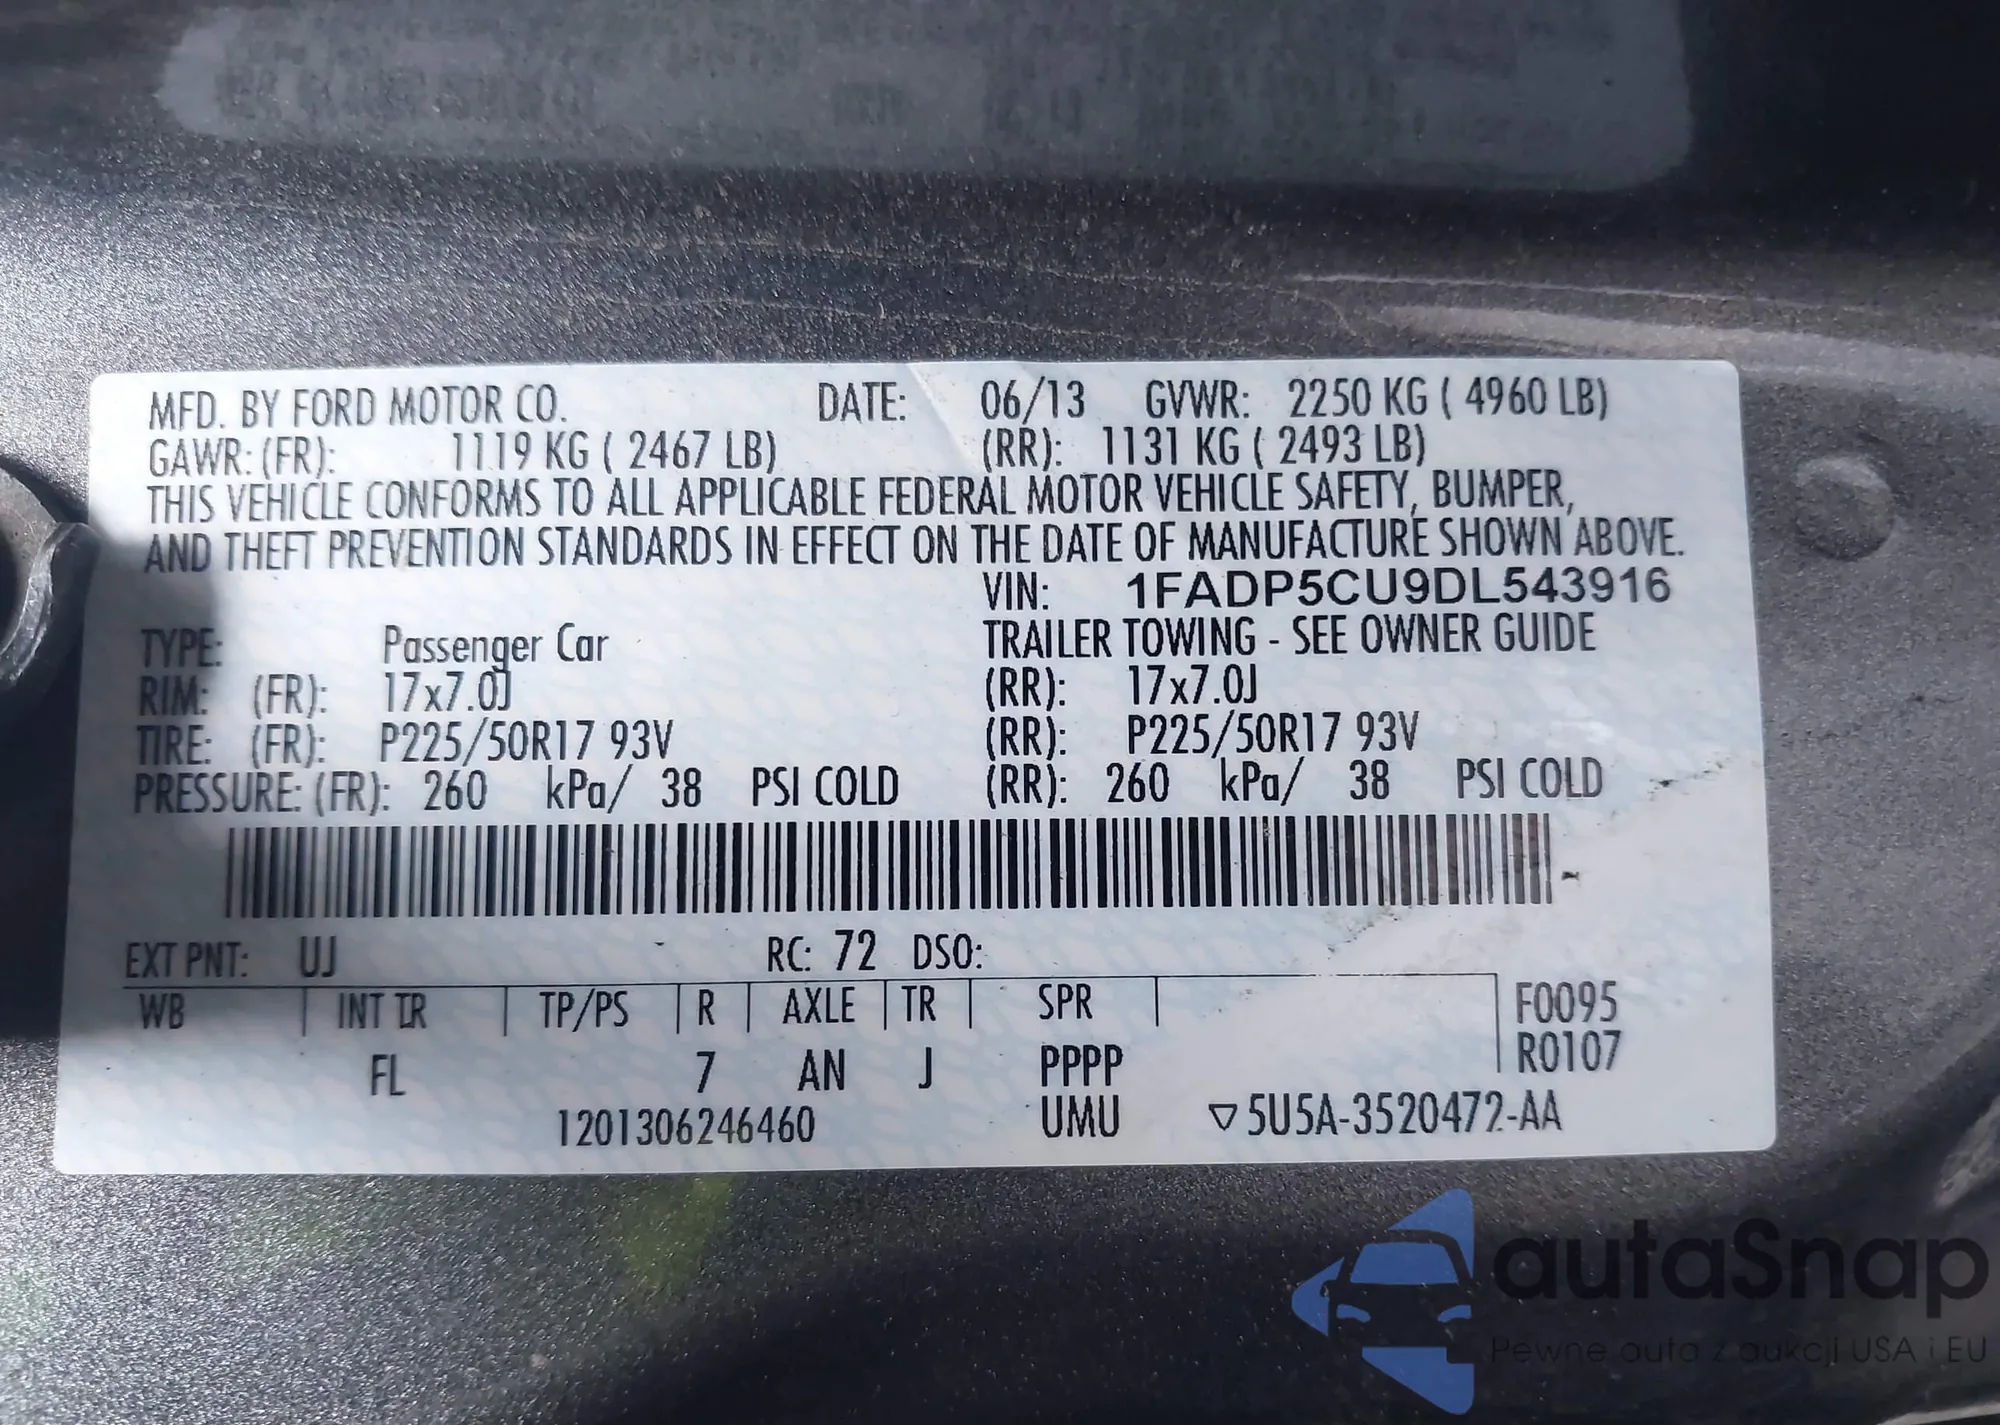 MFD. BY FORD MOTOR CO. DATE: 06/13 GVWR: 2250 KG ( 4960 LB)
GAWR: (FR): 1119 KG ( 2467 LB) (RR): 1131 KG ( 2493 LB)
THIS VEHICLE CONFORMS TO ALL APPLICABLE FEDERAL MOTOR VEHICLE SAFETY, BUMPER,
AND THEFT PREVENTION STANDARDS IN EFFECT ON THE DATE OF MANUFACTURE SHOWN ABOVE.
VIN: 1FADP5CU9DL543916
TYPE: Passenger Car TRAILER TOWING - SEE OWNER GUIDE
RIM: (FR): 17x7.0J (RR): 17x7.0J
TIRE: (FR): P225/50R17 93V (RR): P225/50R17 93V
PRESSURE: (FR): 260 kPa/ 38 PSI COLD (RR): 260 kPa/ 38 PSI COLD
EXT PNT: UJ RC: 72 DSO:
WB INT TR TP/PS R AXLE TR SPR F0095
R0107
FL 7 AN J PPPP
1201306246460 UMU ▽5U5A-3520472-AA
autaSnap
Pewne auta z aukcji USA i EU